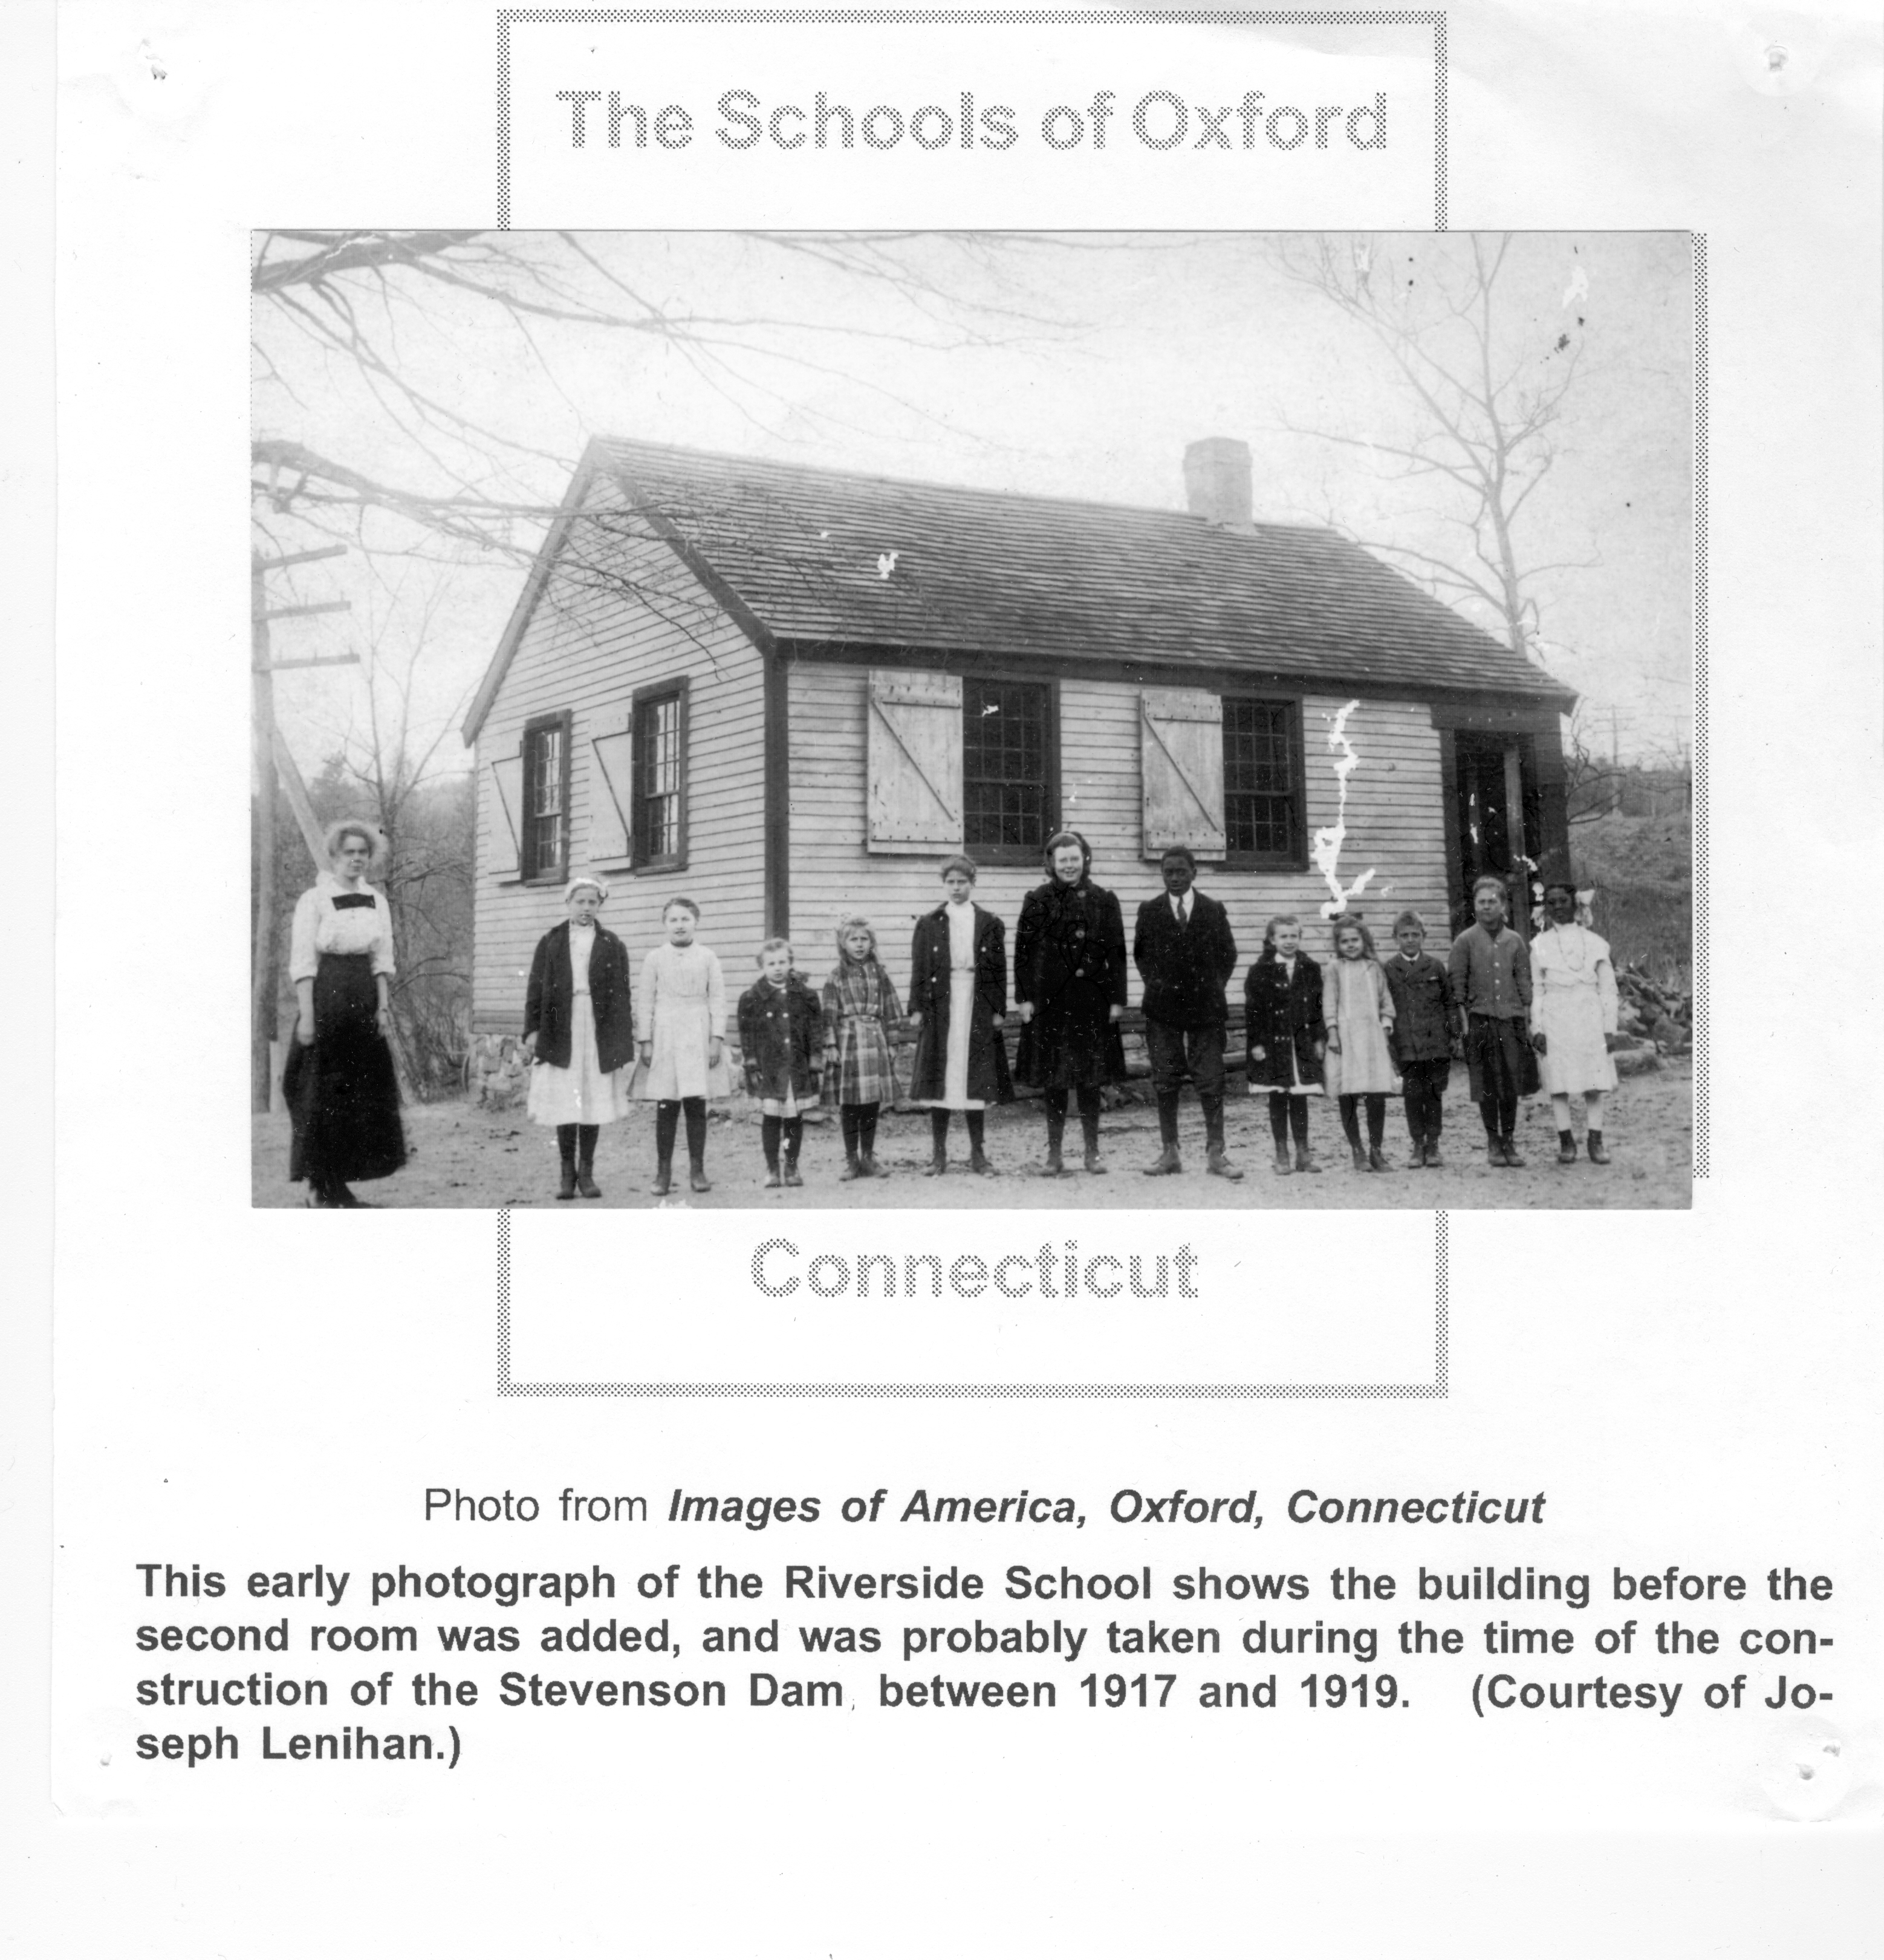 The Schools of Oxford
Connecticut
Photo from Images of America, Oxford, Connecticut
This early photograph of the Riverside School shows the building before the
second room was added, and was probably taken during the time of the con-
struction of the Stevenson Dam, between 1917 and 1919. (Courtesy of Jo-
seph Lenihan.)